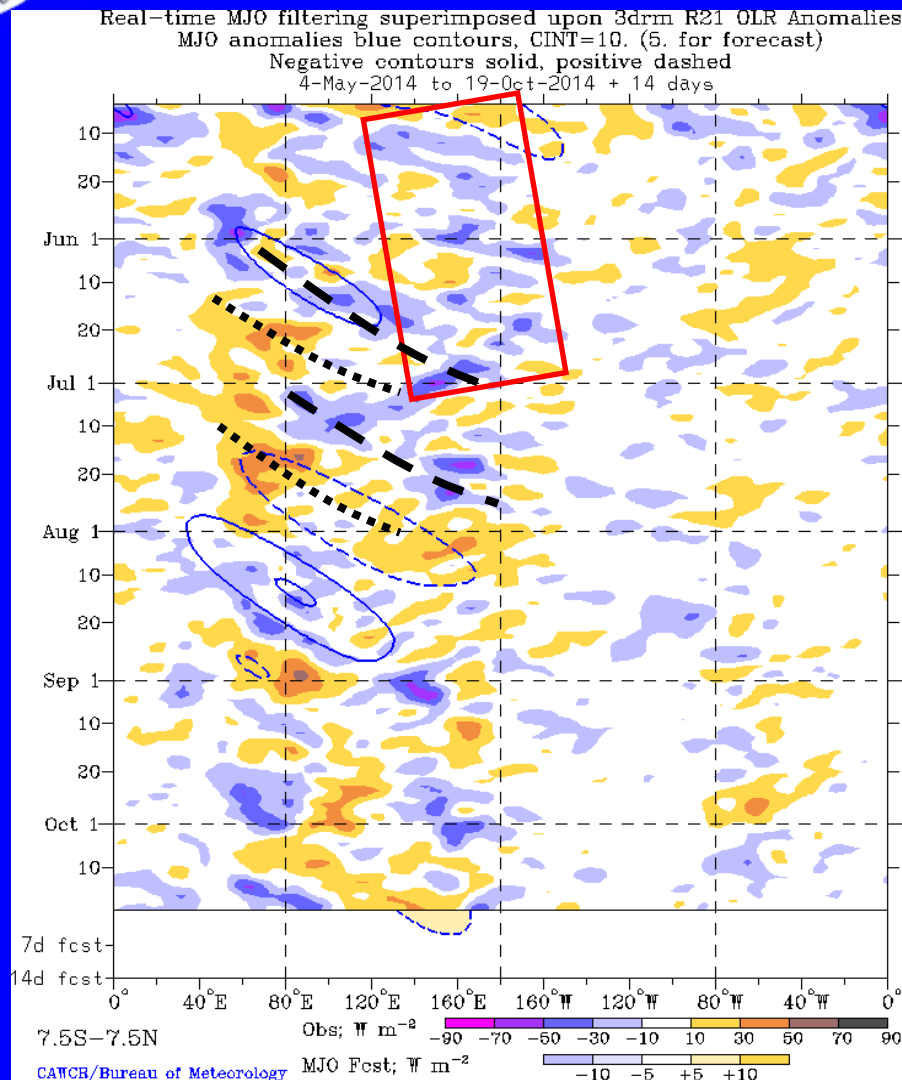 Real-time MJO filtering superimposed upon 3drm R21 OLR Anomalies
MJO anomalies blue contours, CINT=10. (5. for forecast)
Negative contours solid, positive dashed
4-May-2014 to 19-Oct-2014 + 14 days
10
20
Jun 1
10
20
Jul 1
10
20
Aug 1
10
20
Sep 1
10
20
Oct 1
10
7d fcst
14d fcst
0° 40°E 80°E 120°E 160°E 160°W 120°W 80°W 40°W 0°
7.5S-7.5N
Obs; W m⁻²
-90 -70 -50 -30 -10 10 30 50 70 90
CAWCR/Bureau of Meteorology
MJO Fcst; W m⁻²
-10 -5 +5 +10